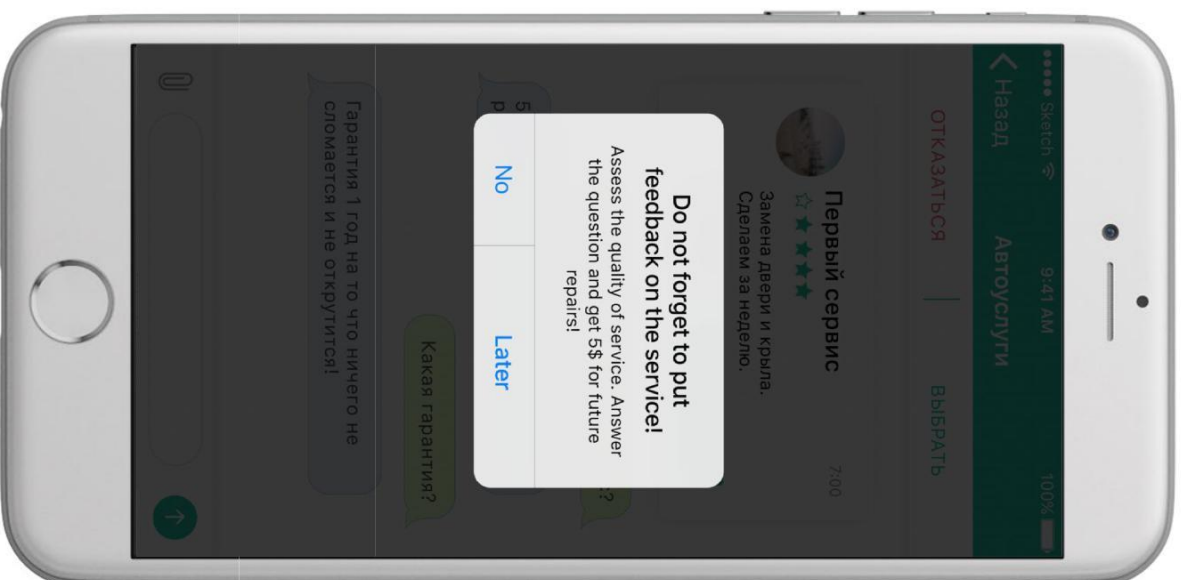 Sketch 9:41 AM 100%
Назад Автоуслуги
ОТКАЗАТЬСЯ ВЫБРАТЬ
Первый сервис 7:00
Замена двери и крыла.
Сделаем за неделю.
Do not forget to put
feedback on the service!
Assess the quality of service. Answer
the question and get 5$ for future
repairs!
No Later
Какая гарантия?
Гарантия 1 год на то что ничего не
сломается и не открутится!